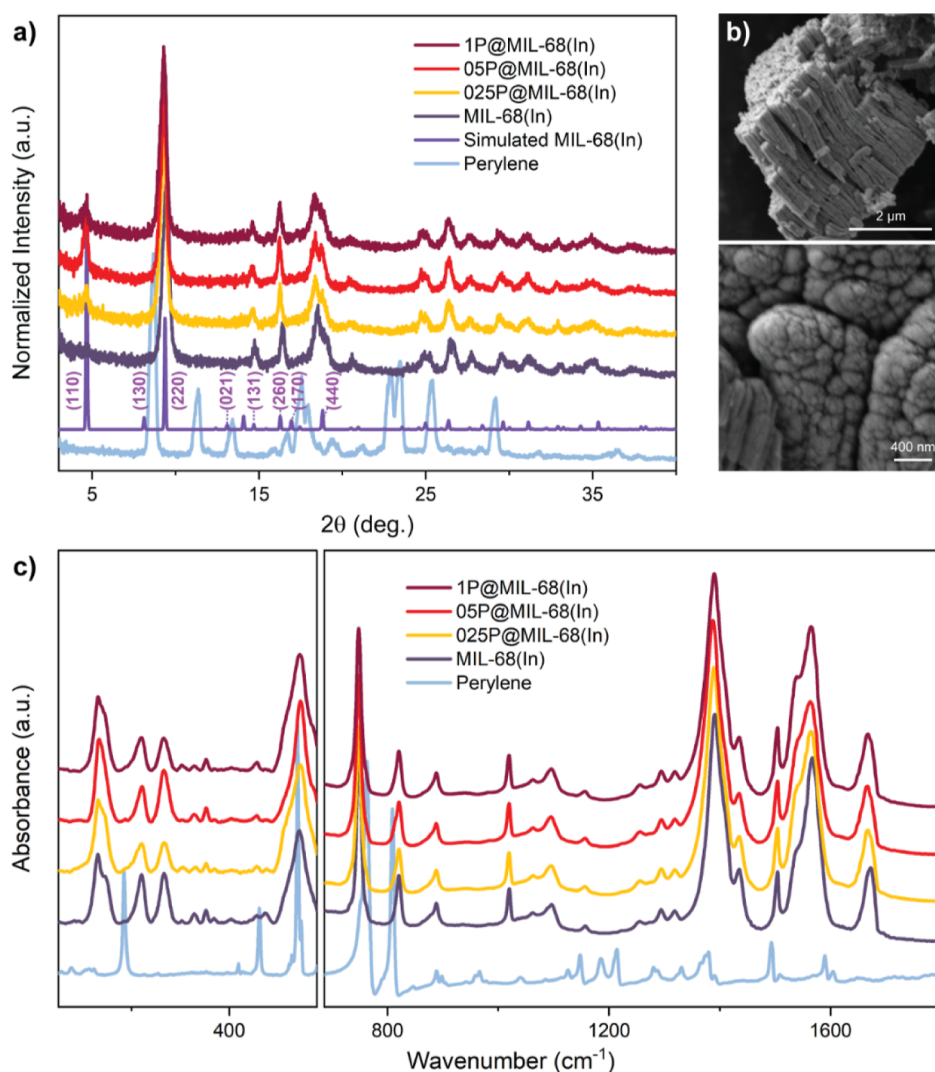 a)
Normalized Intensity (a.u.)
1P@MIL-68(In)
05P@MIL-68(In)
025P@MIL-68(In)
MIL-68(In)
Simulated MIL-68(In)
Perylene
(110)
(130)
(220)
(021)
(131)
(260)
(170)
(440)
5
15
25
35
2θ (deg.)
b)
2 μm
400 nm
c)
Absorbance (a.u.)
1P@MIL-68(In)
05P@MIL-68(In)
025P@MIL-68(In)
MIL-68(In)
Perylene
400
800
1200
1600
Wavenumber (cm⁻¹)